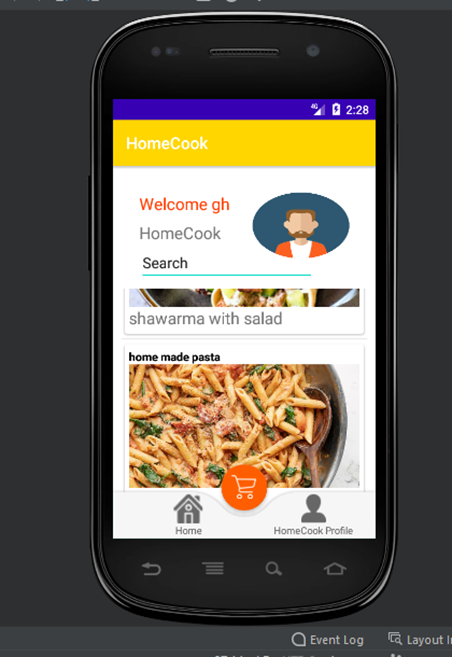 4G 2:28
HomeCook
Welcome gh
HomeCook
Search
shawarma with salad
home made pasta
Home
HomeCook Profile
Event Log
Layout In